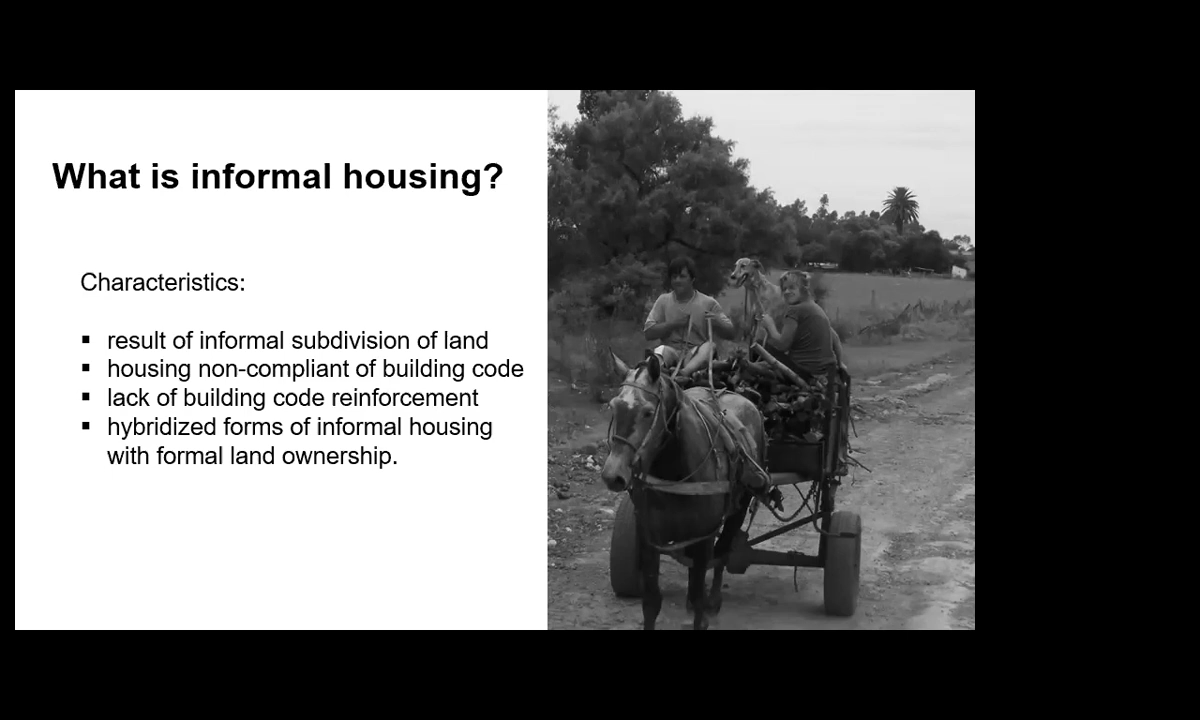 What is informal housing?
Characteristics:
▪ result of informal subdivision of land
▪ housing non-compliant of building code
▪ lack of building code reinforcement
▪ hybridized forms of informal housing
with formal land ownership.